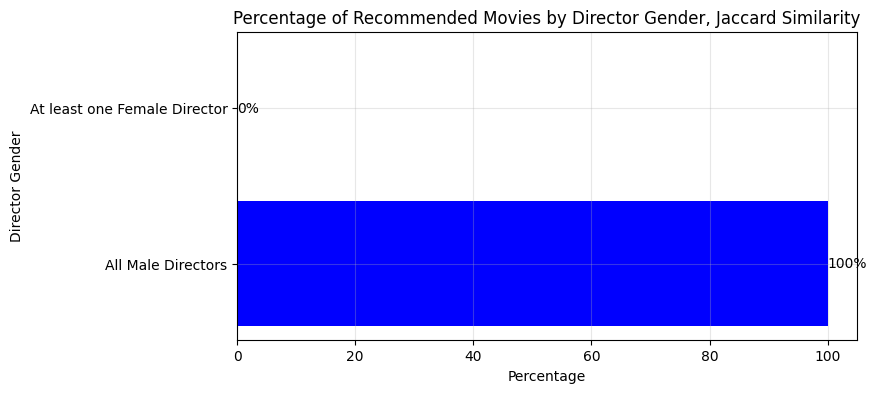 Percentage of Recommended Movies by Director Gender, Jaccard Similarity
Director Gender
At least one Female Director
0%
All Male Directors
100%
0 20 40 60 80 100
Percentage